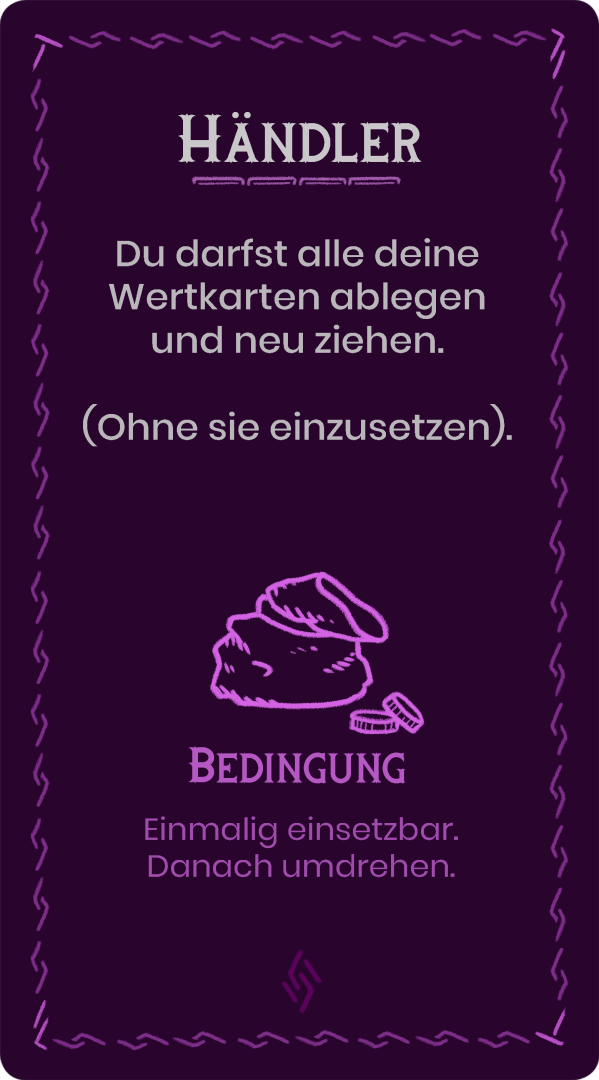 Händler
Du darfst alle deine
Wertkarten ablegen
und neu ziehen.
(Ohne sie einzusetzen).
Bedingung
Einmalig einsetzbar.
Danach umdrehen.